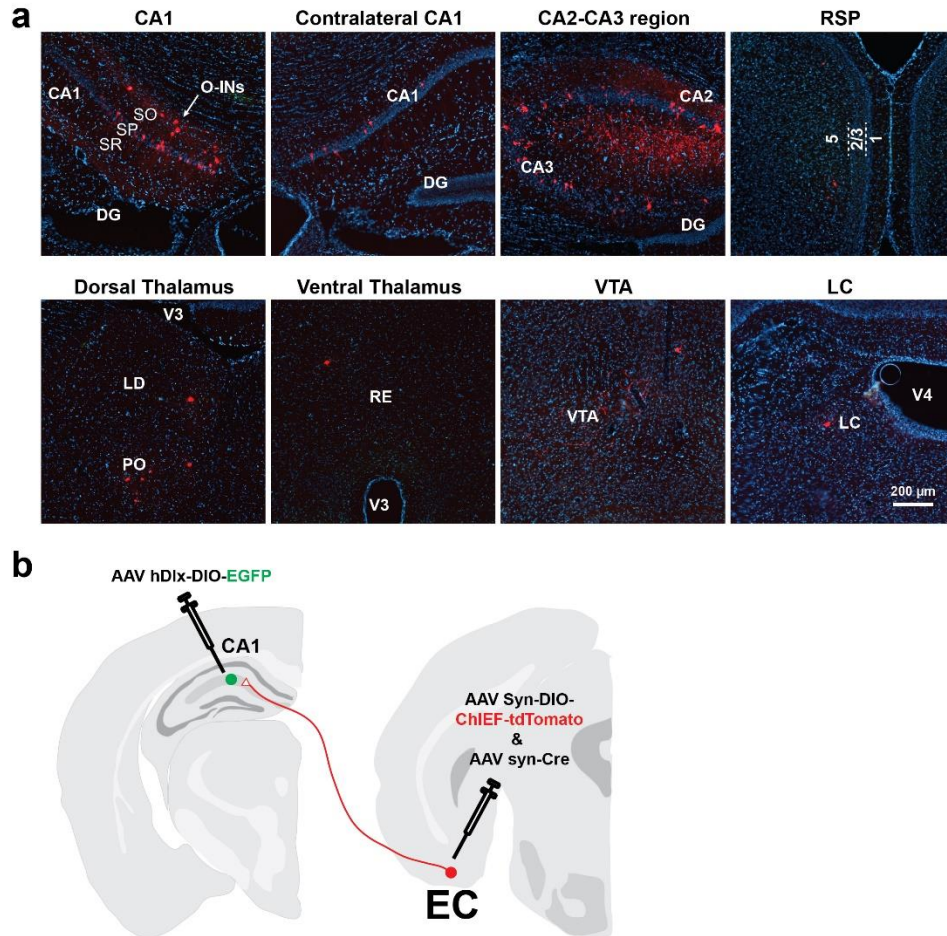 a
CA1
Contralateral CA1
CA2-CA3 region
RSP
CA1
SO
SP
SR
O-INs
DG
CA1
DG
CA2
CA3
DG
5
2/3
1
Dorsal Thalamus
Ventral Thalamus
VTA
LC
V3
LD
PO
RE
V3
VTA
V4
LC
200 µm
b
AAV hDlx-DIO-EGFP
CA1
AAV Syn-DIO-
ChIEF-tdTomato
&
AAV syn-Cre
EC